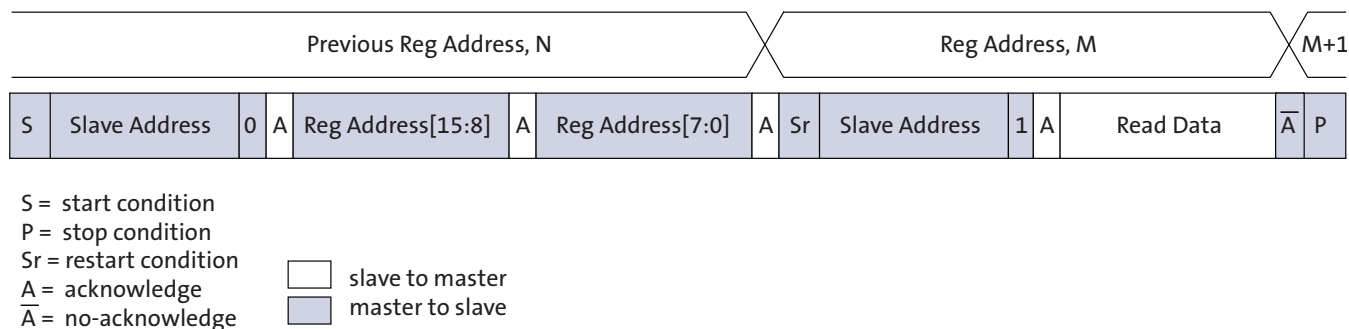 Previous Reg Address, N Reg Address, M M+1
S Slave Address 0 A Reg Address[15:8] A Reg Address[7:0] A Sr Slave Address 1 A Read Data A̅ P
S = start condition
P = stop condition
Sr = restart condition
A = acknowledge
A̅ = no-acknowledge
slave to master
master to slave